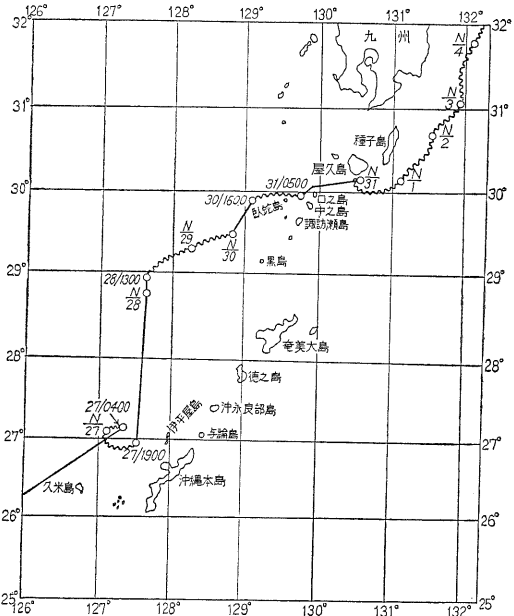 126° 127° 128° 129° 130° 131° 132° 32°
32°
九州
N/4
31°
N/3
31°
種子島
N/2
屋久島
N/31
N/1
31/0500
30°
30/1600
臥蛇島
口之島
30°
中之島
諏訪瀬島
N/29
N/30
29°
28/1300
黒島
29°
N/28
28°
奄美大島
28°
徳之島
27/0400
伊平屋島
沖永良部島
N/27
27°
与論島
27°
27/1900
久米島
沖縄本島
26°
26°
25°
25°
126° 127° 128° 129° 130° 131° 132°